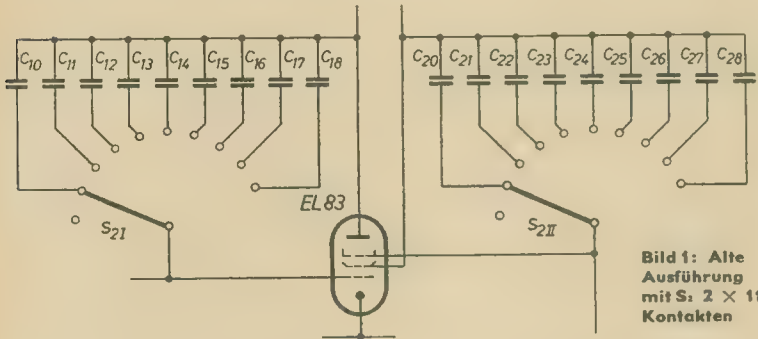 C10 C11 C12 C13 C14 C15 C16 C17 C18
C20 C21 C22 C23 C24 C25 C26 C27 C28
EL83
S2I
S2II
Bild 1: Alte
Ausführung
mit S: 2 × 11
Kontakten